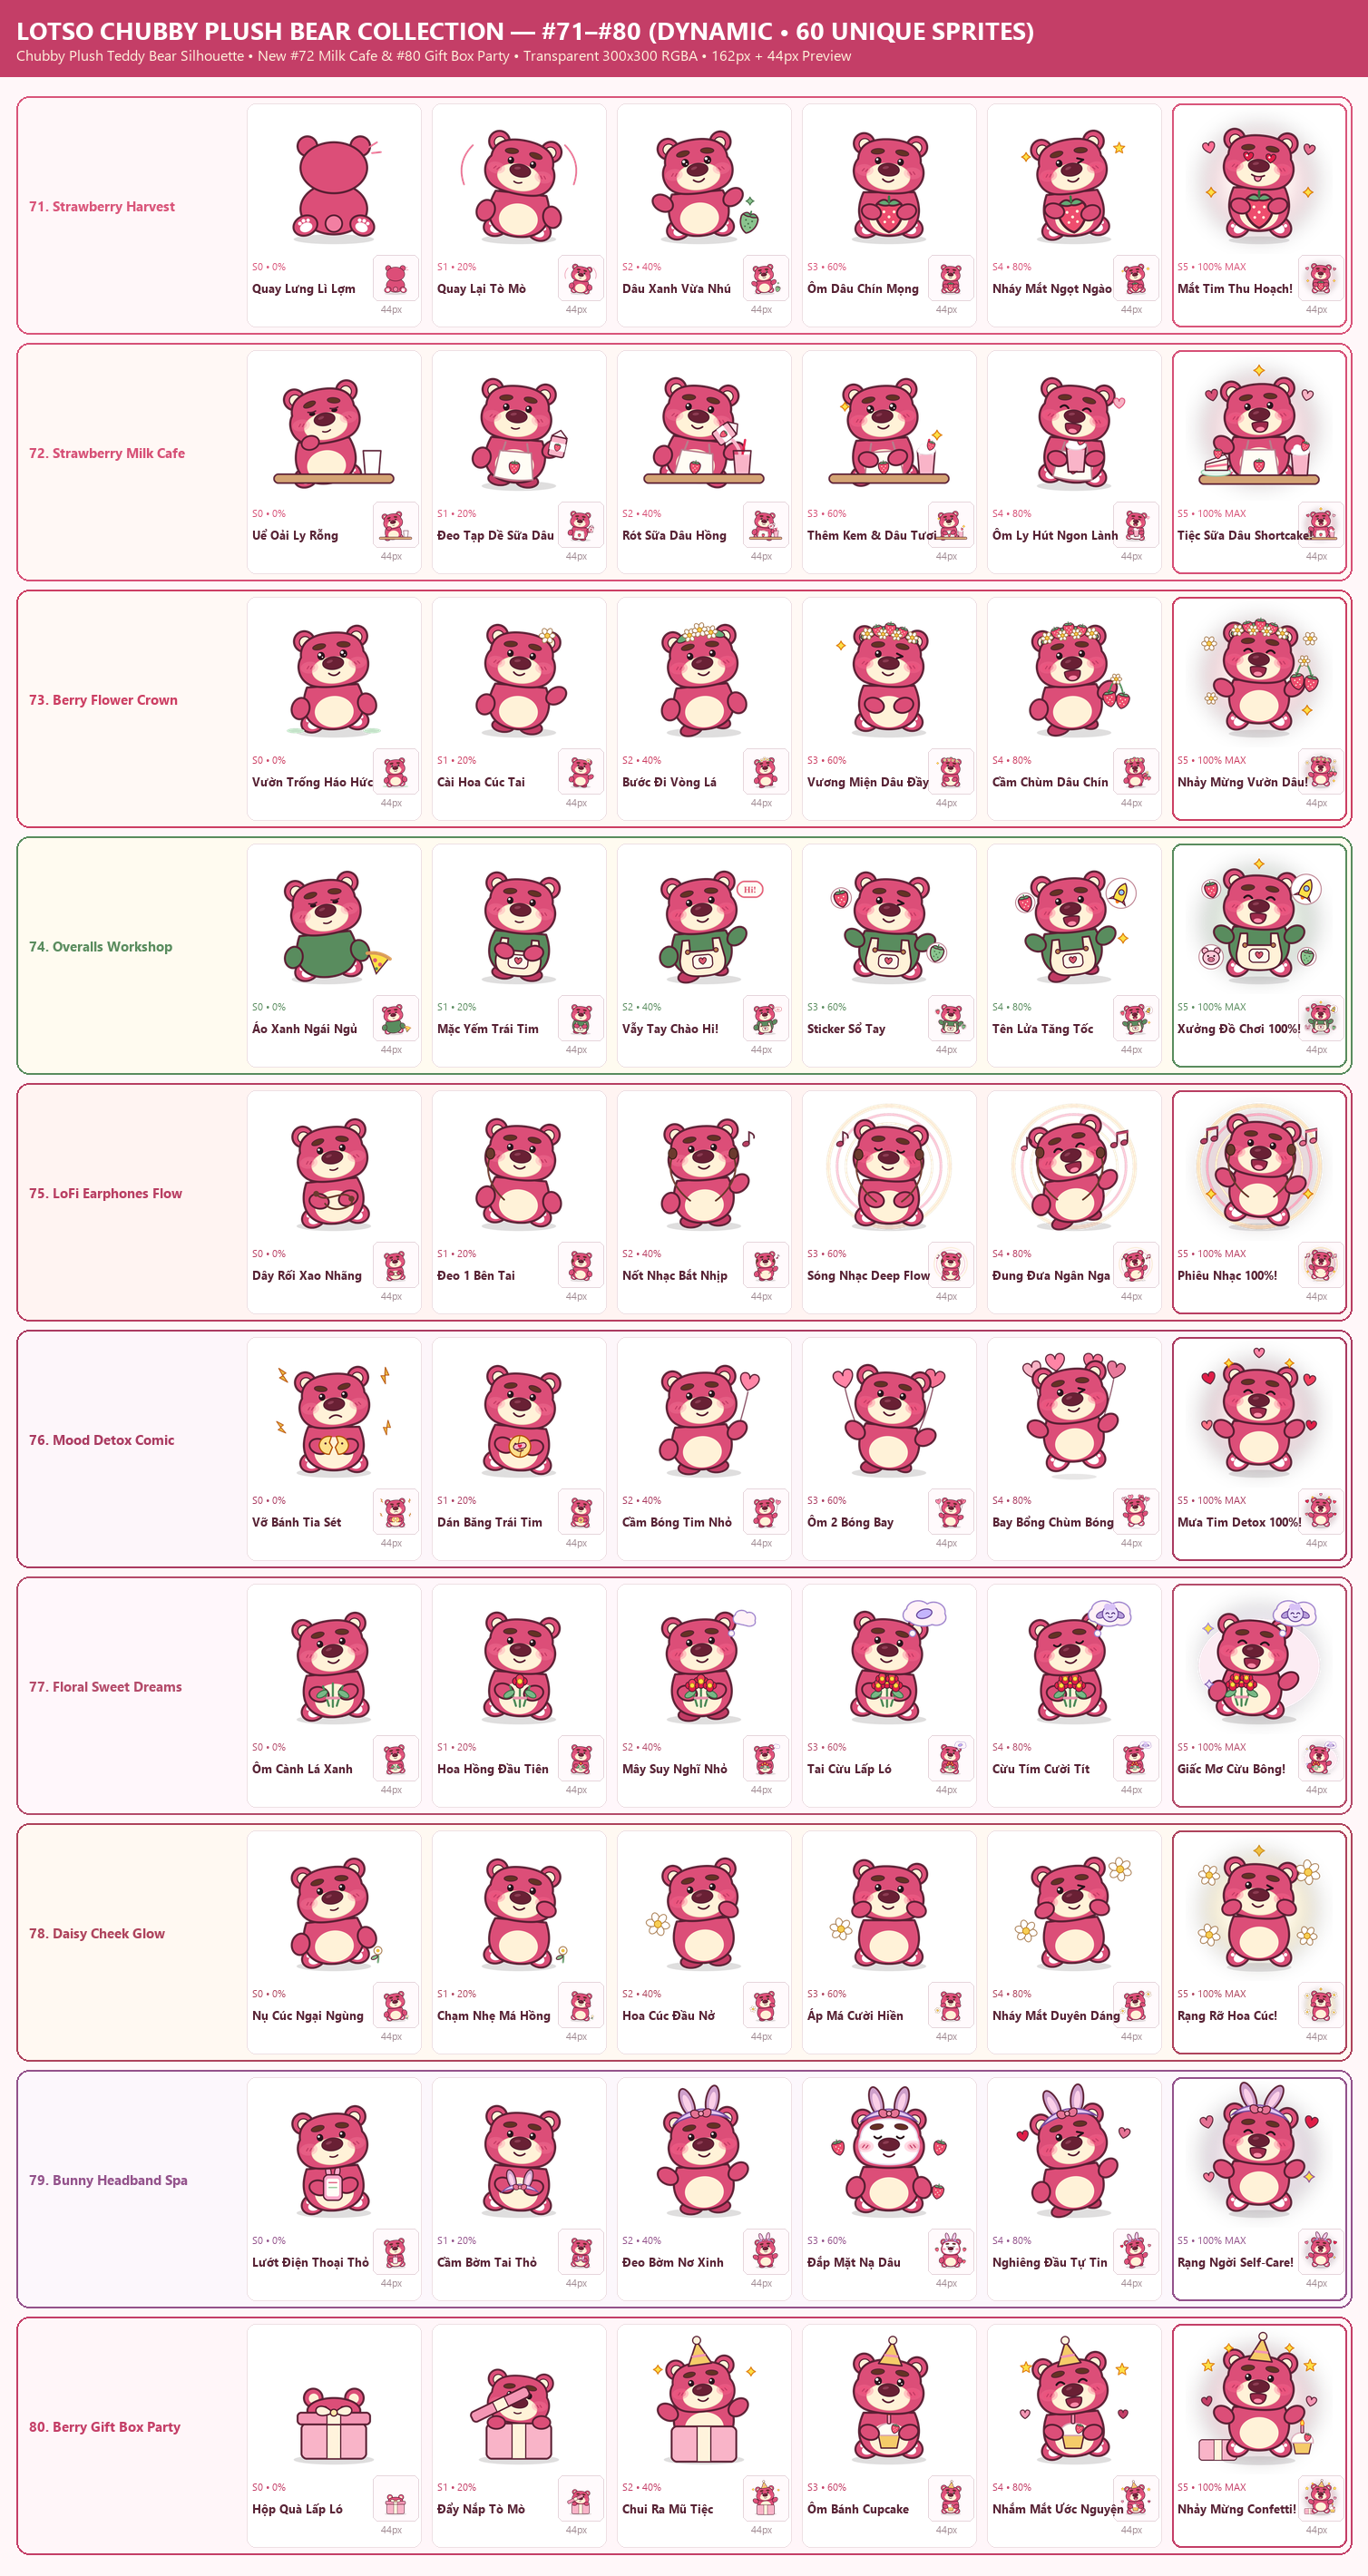 LOTSO CHUBBY PLUSH BEAR COLLECTION — #71–#80 (DYNAMIC • 60 UNIQUE SPRITES)
Chubby Plush Teddy Bear Silhouette • New #72 Milk Cafe & #80 Gift Box Party • Transparent 300x300 RGBA • 162px + 44px Preview
71. Strawberry Harvest
S0 • 0%
Quay Lưng Lì Lợm
44px
S1 • 20%
Quay Lại Tò Mò
44px
S2 • 40%
Dâu Xanh Vừa Nhú
44px
S3 • 60%
Ôm Dâu Chín Mọng
44px
S4 • 80%
Nháy Mắt Ngọt Ngào
44px
S5 • 100% MAX
Mắt Tim Thu Hoạch!
44px
72. Strawberry Milk Cafe
S0 • 0%
Uể Oải Ly Rỗng
44px
S1 • 20%
Đeo Tạp Dề Sữa Dâu
44px
S2 • 40%
Rót Sữa Dâu Hồng
44px
S3 • 60%
Thêm Kem & Dâu Tươi
44px
S4 • 80%
Ôm Ly Hút Ngon Lành
44px
S5 • 100% MAX
Tiệc Sữa Dâu Shortcake!
44px
73. Berry Flower Crown
S0 • 0%
Vườn Trống Háo Hức
44px
S1 • 20%
Cài Hoa Cúc Tai
44px
S2 • 40%
Bước Đi Vòng Lá
44px
S3 • 60%
Vương Miện Dâu Đầy
44px
S4 • 80%
Cầm Chùm Dâu Chín
44px
S5 • 100% MAX
Nhảy Mừng Vườn Dâu!
44px
74. Overalls Workshop
S0 • 0%
Áo Xanh Ngái Ngủ
44px
S1 • 20%
Mặc Yếm Trái Tim
44px
Hi!
S2 • 40%
Vẫy Tay Chào Hi!
44px
S3 • 60%
Sticker Sổ Tay
44px
S4 • 80%
Tên Lửa Tăng Tốc
44px
S5 • 100% MAX
Xưởng Đồ Chơi 100%!
44px
75. LoFi Earphones Flow
S0 • 0%
Dây Rối Xao Nhãng
44px
S1 • 20%
Đeo 1 Bên Tai
44px
S2 • 40%
Nốt Nhạc Bắt Nhịp
44px
S3 • 60%
Sóng Nhạc Deep Flow
44px
S4 • 80%
Đung Đưa Ngân Nga
44px
S5 • 100% MAX
Phiêu Nhạc 100%!
44px
76. Mood Detox Comic
S0 • 0%
Vỡ Bánh Tia Sét
44px
S1 • 20%
Dán Băng Trái Tim
44px
S2 • 40%
Cầm Bóng Tim Nhỏ
44px
S3 • 60%
Ôm 2 Bóng Bay
44px
S4 • 80%
Bay Bổng Chùm Bóng
44px
S5 • 100% MAX
Mưa Tim Detox 100%!
44px
77. Floral Sweet Dreams
S0 • 0%
Ôm Cành Lá Xanh
44px
S1 • 20%
Hoa Hồng Đầu Tiên
44px
S2 • 40%
Mây Suy Nghĩ Nhỏ
44px
S3 • 60%
Tai Cừu Lấp Ló
44px
S4 • 80%
Cừu Tím Cười Tít
44px
S5 • 100% MAX
Giấc Mơ Cừu Bông!
44px
78. Daisy Cheek Glow
S0 • 0%
Nụ Cúc Ngại Ngùng
44px
S1 • 20%
Chạm Nhẹ Má Hồng
44px
S2 • 40%
Hoa Cúc Đầu Nở
44px
S3 • 60%
Áp Má Cười Hiền
44px
S4 • 80%
Nháy Mắt Duyên Dáng
44px
S5 • 100% MAX
Rạng Rỡ Hoa Cúc!
44px
79. Bunny Headband Spa
S0 • 0%
Lướt Điện Thoại Thỏ
44px
S1 • 20%
Cầm Bờm Tai Thỏ
44px
S2 • 40%
Đeo Bờm Nơ Xinh
44px
S3 • 60%
Đắp Mặt Nạ Dâu
44px
S4 • 80%
Nghiêng Đầu Tự Tin
44px
S5 • 100% MAX
Rạng Ngời Self-Care!
44px
80. Berry Gift Box Party
S0 • 0%
Hộp Quà Lấp Ló
44px
S1 • 20%
Đẩy Nắp Tò Mò
44px
S2 • 40%
Chui Ra Mũ Tiệc
44px
S3 • 60%
Ôm Bánh Cupcake
44px
S4 • 80%
Nhắm Mắt Ước Nguyện
44px
S5 • 100% MAX
Nhảy Mừng Confetti!
44px